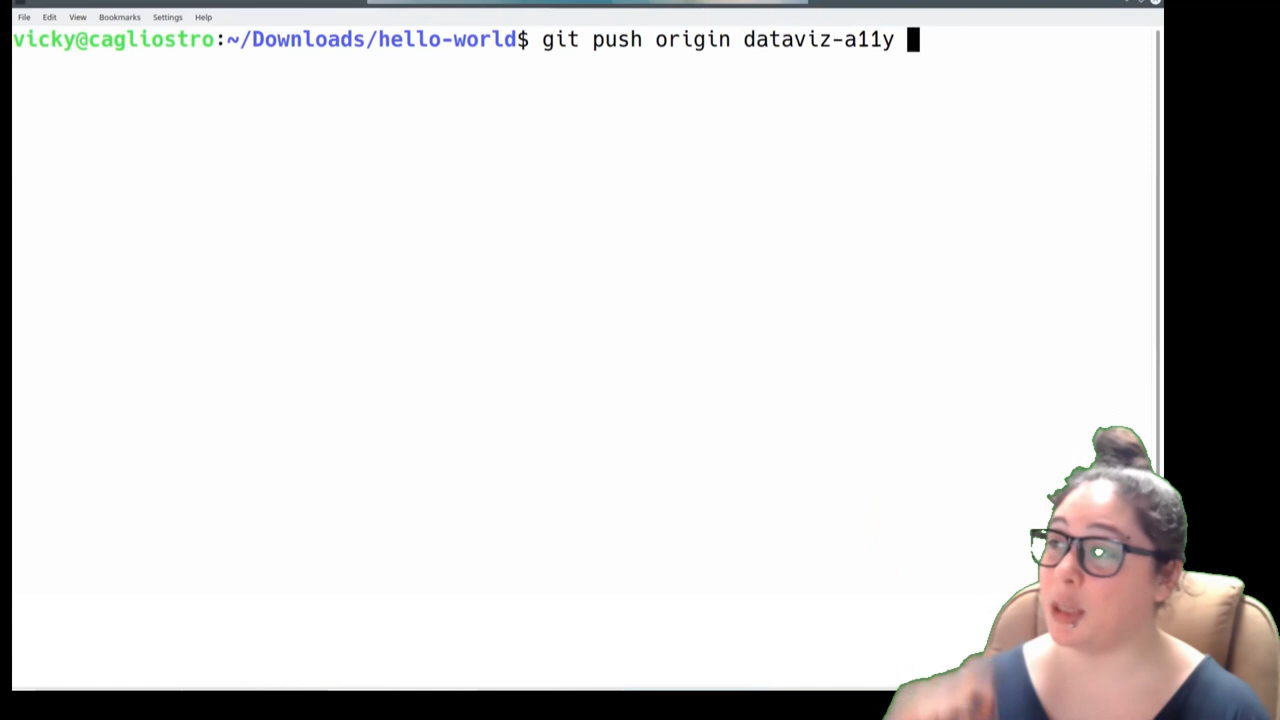 File Edit View Bookmarks Settings Help
vicky@cagliostro:~/Downloads/hello-world$ git push origin dataviz-a11y